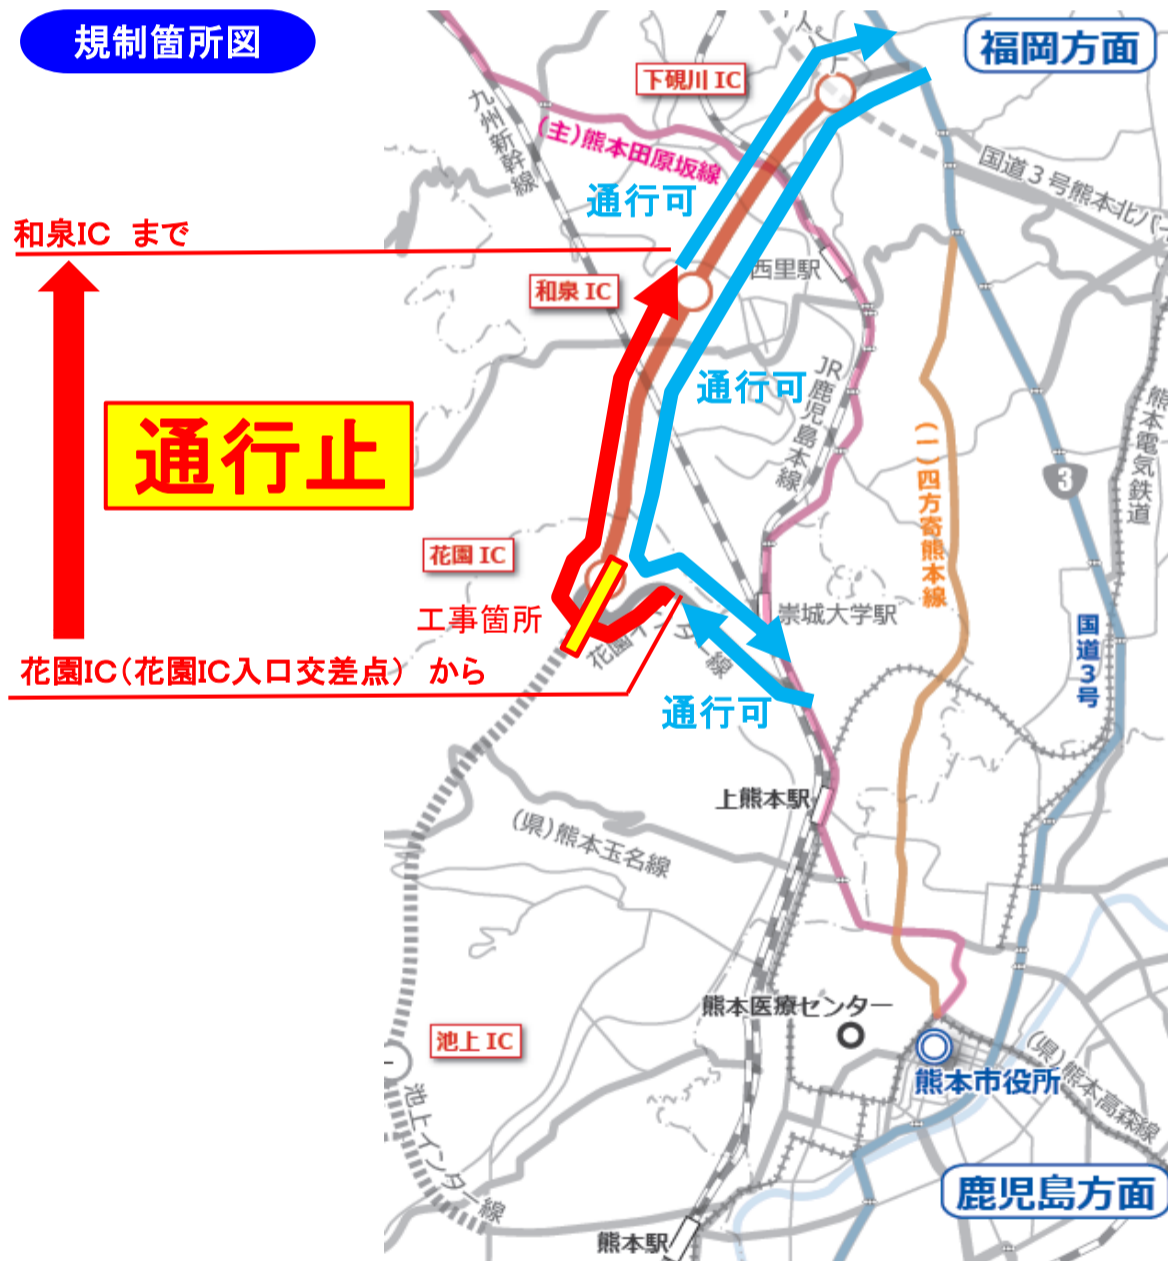 規制箇所図
福岡方面
下硯川 IC
九州新幹線
(主)熊本田原坂線
国道３号熊本北バイ
通行可
和泉IC まで
西里駅
和泉 IC
通行可
JR鹿児島本線
熊本電気鉄道
通行止
(一)四方寄熊本線
3
花園 IC
工事箇所
崇城大学駅
国道３号
花園インター線
花園IC(花園IC入口交差点) から
通行可
上熊本駅
(県)熊本玉名線
熊本医療センター
池上 IC
熊本市役所
(県)熊本高森線
池上インター線
鹿児島方面
熊本駅